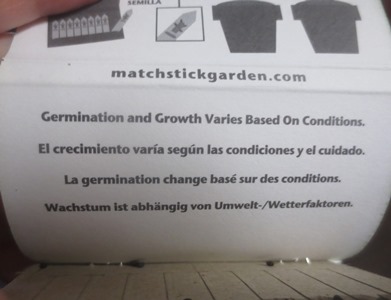 SEMILLA
matchstickgarden.com
Germination and Growth Varies Based On Conditions.
El crecimiento varía según las condiciones y el cuidado.
La germination change basé sur des conditions.
Wachstum ist abhängig von Umwelt-/Wetterfaktoren.